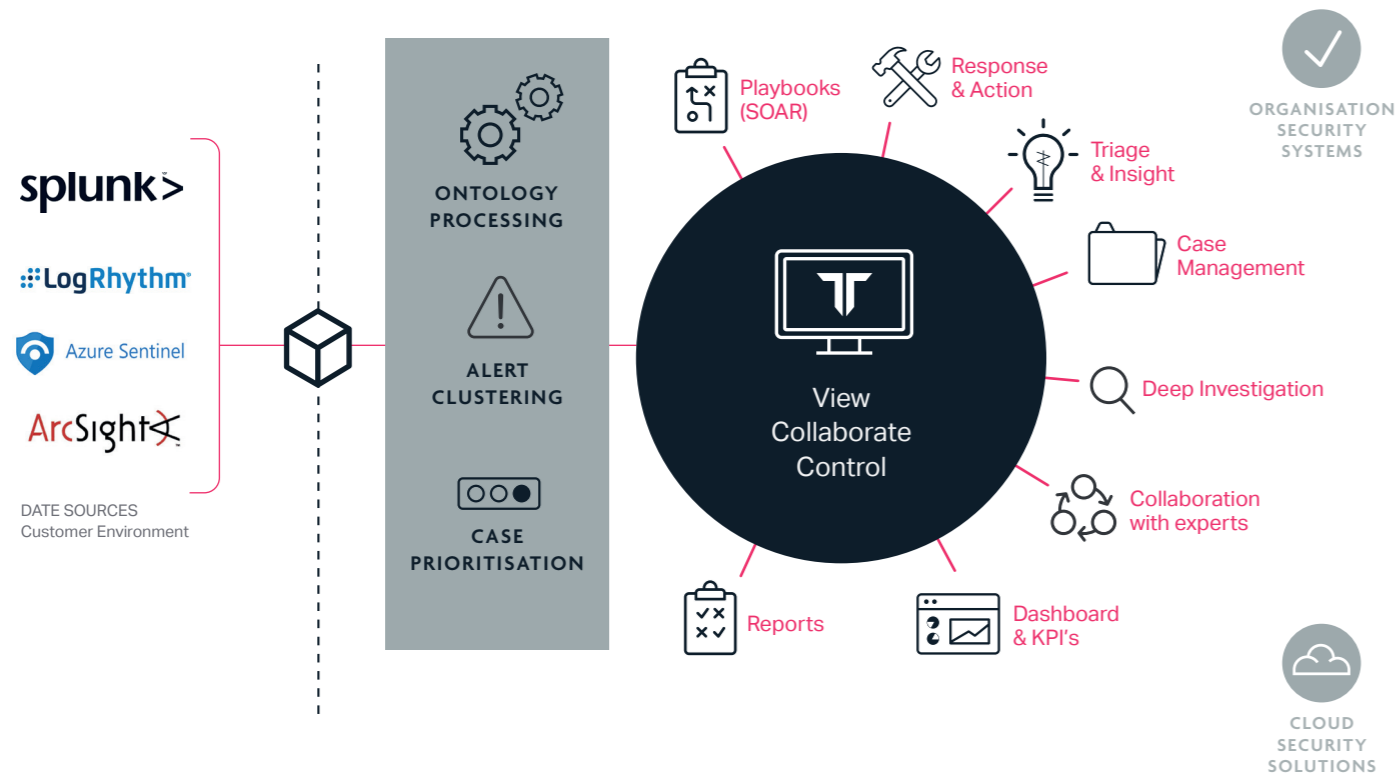 splunk>
LogRhythm
Azure Sentinel
ArcSight
DATE SOURCES
Customer Environment
ONTOLOGY
PROCESSING
ALERT
CLUSTERING
CASE
PRIORITISATION
View
Collaborate
Control
Playbooks
(SOAR)
Response
& Action
Triage
& Insight
Case
Management
Deep Investigation
Collaboration
with experts
Dashboard
& KPI's
Reports
ORGANISATION
SECURITY
SYSTEMS
CLOUD
SECURITY
SOLUTIONS